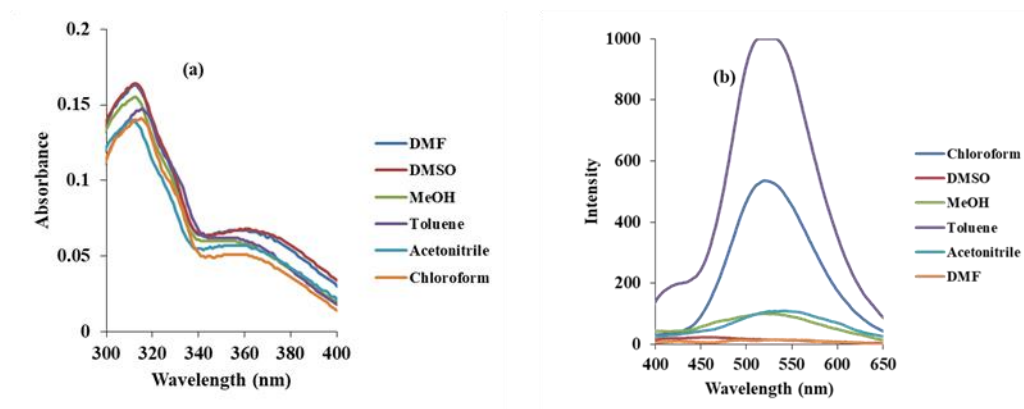 0.2
0.15
0.1
0.05
0
Absorbance
(a)
300 320 340 360 380 400
Wavelength (nm)
DMF
DMSO
MeOH
Toluene
Acetonitrile
Chloroform
1000
800
600
400
200
0
Intensity
(b)
400 450 500 550 600 650
Wavelength (nm)
Chloroform
DMSO
MeOH
Toluene
Acetonitrile
DMF